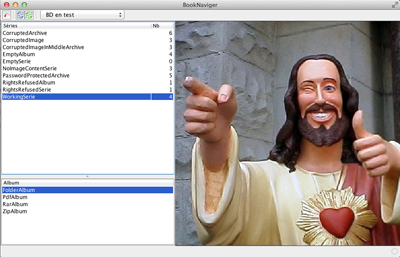 BookNaviger
BD en test
Séries Nb
CorruptedArchive 6
CorruptedImage 3
CorruptedImageInMiddleArchive 3
EmptyAlbum 4
EmptySerie 0
NoImageContentSerie 3
PasswordProtectedArchive 5
RightsRefusedAlbum 1
RightsRefusedSerie 1
WorkingSerie 4
Album
FolderAlbum
PdfAlbum
RarAlbum
ZipAlbum